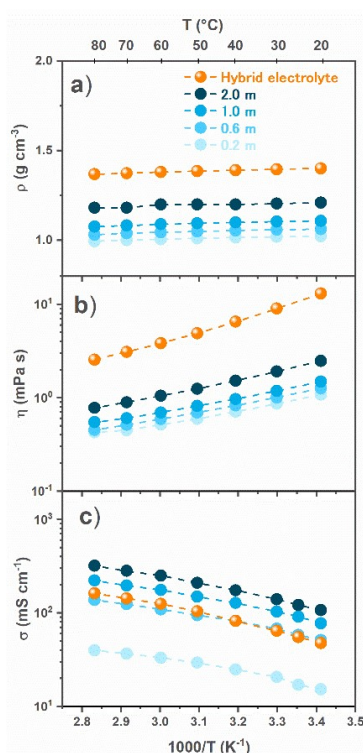 T (°C)
80 70 60 50 40 30 20
2.0
a)
Hybrid electrolyte
2.0 m
1.0 m
0.6 m
0.2 m
ρ (g cm⁻³)
1.5
1.0
10¹
b)
η (mPa s)
10⁰
10⁻¹
10³
c)
σ (mS cm⁻¹)
10²
10¹
2.8 2.9 3.0 3.1 3.2 3.3 3.4 3.5
1000/T (K⁻¹)